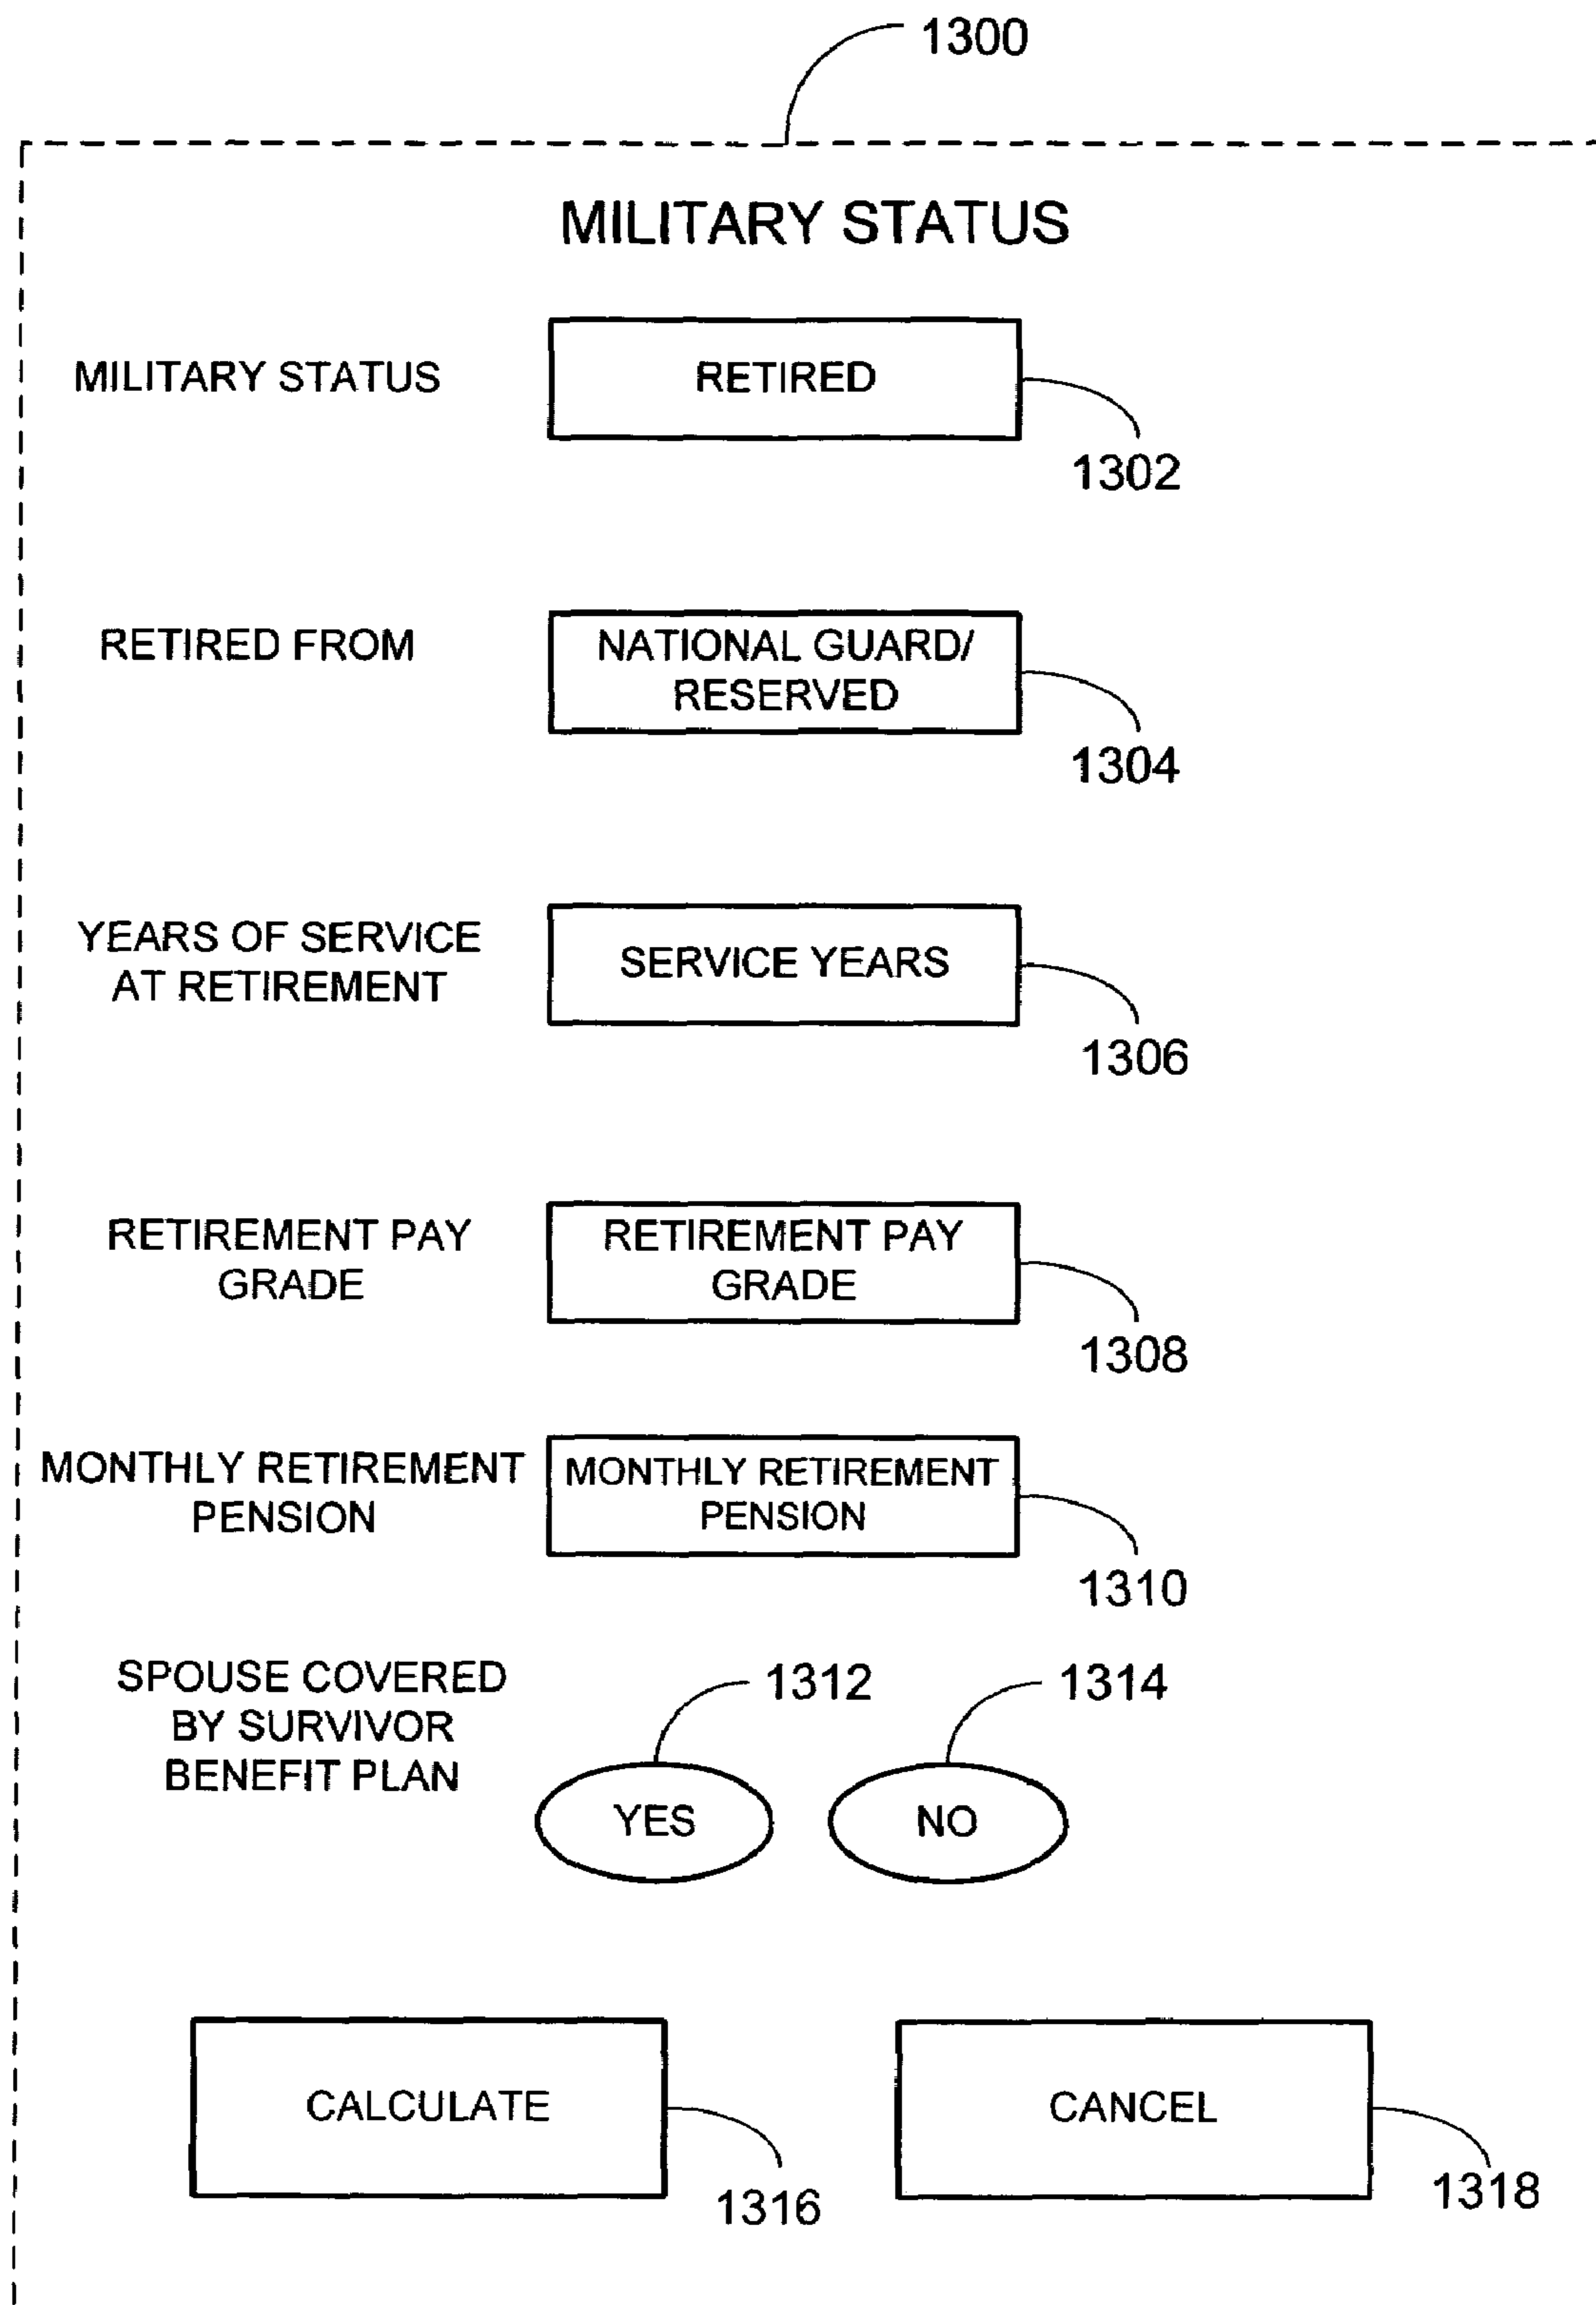 1300
MILITARY STATUS
MILITARY STATUS
RETIRED
1302
RETIRED FROM
NATIONAL GUARD/
RESERVED
1304
YEARS OF SERVICE
AT RETIREMENT
SERVICE YEARS
1306
RETIREMENT PAY
GRADE
RETIREMENT PAY
GRADE
1308
MONTHLY RETIREMENT
PENSION
MONTHLY RETIREMENT
PENSION
1310
SPOUSE COVERED
BY SURVIVOR
BENEFIT PLAN
1312
1314
YES
NO
CALCULATE
1316
CANCEL
1318